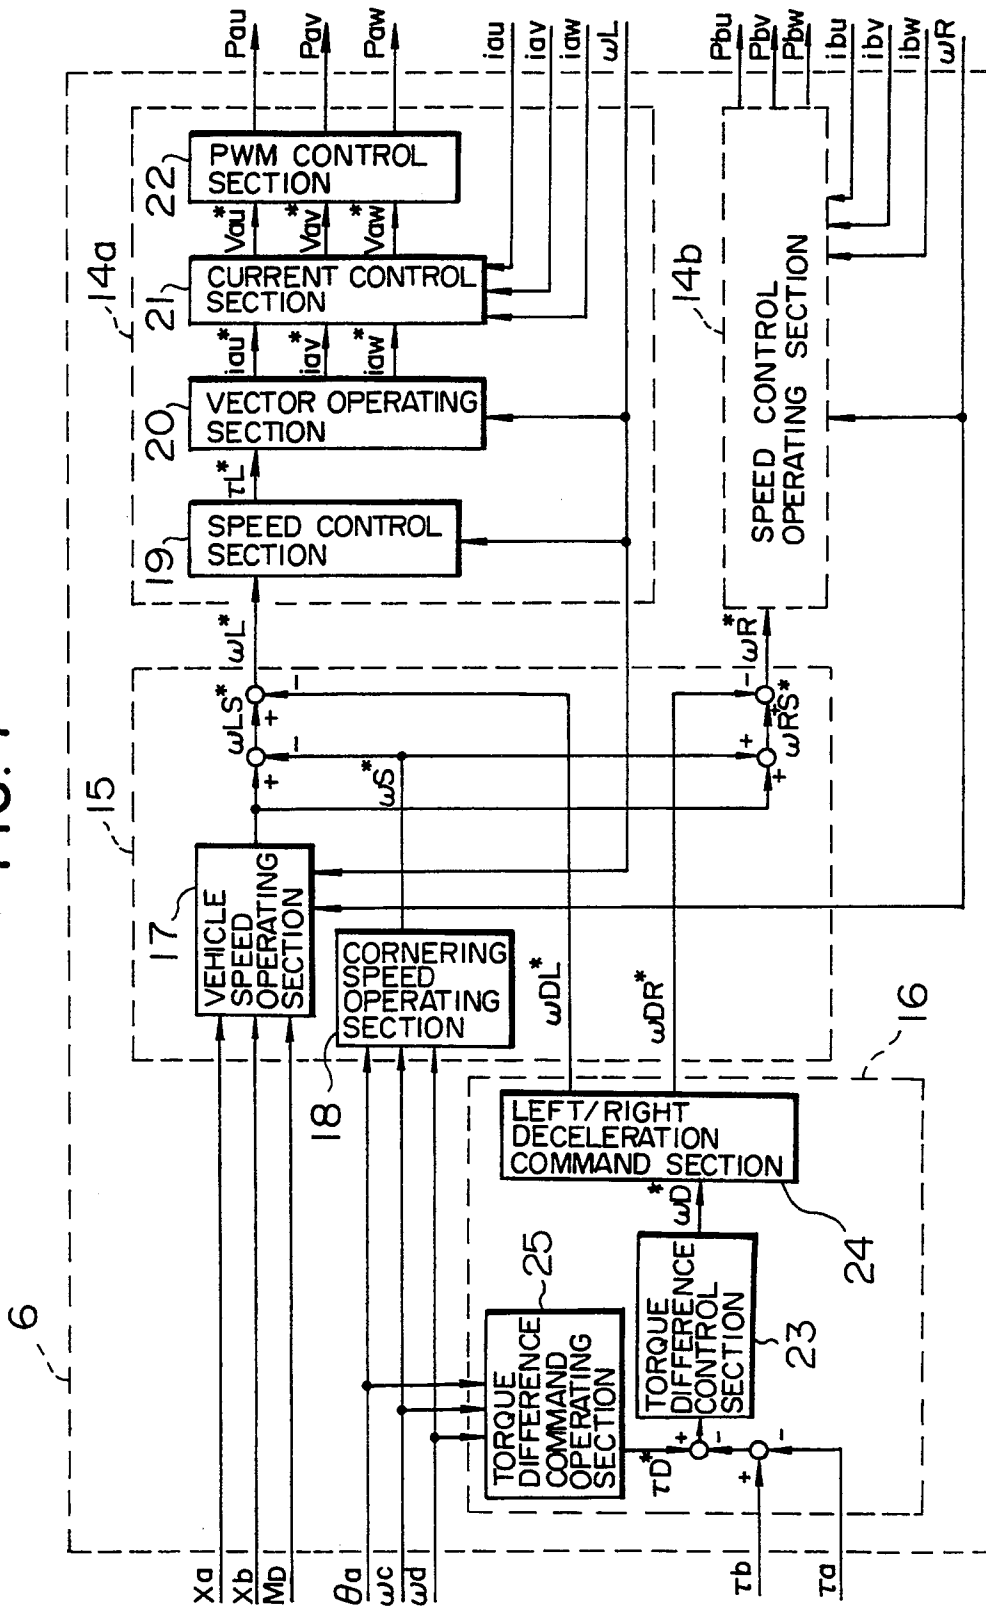 6
15
14a
17
VEHICLE
SPEED
OPERATING
SECTION
18
CORNERING
SPEED
OPERATING
SECTION
19
SPEED CONTROL
SECTION
20
VECTOR OPERATING
SECTION
21
CURRENT CONTROL
SECTION
22
PWM CONTROL
SECTION
14b
SPEED CONTROL
OPERATING SECTION
16
LEFT/RIGHT
DECELERATION
COMMAND SECTION
24
25
TORQUE
DIFFERENCE
COMMAND
OPERATING
SECTION
TORQUE
DIFFERENCE
CONTROL
SECTION
23
Xa
Xb
MD
θa
ωc
ωd
τb
τa
τD*
ωD*
ωDL*
ωDR*
ωS*
ωLS*
ωL*
ωRS*
ωR*
τL*
iau*
iav*
iaw*
Vau*
Vav*
Vaw*
Pau
Pav
Paw
iau
iav
iaw
ωL
Pbu
Pbv
Pbw
ibu
ibv
ibw
ωR
+
-
+
-
+
+
+
-
+
-
+
-